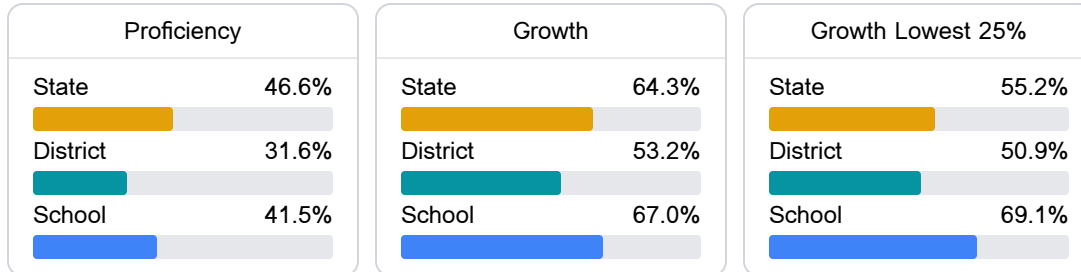 Proficiency
State 46.6%
District 31.6%
School 41.5%
Growth
State 64.3%
District 53.2%
School 67.0%
Growth Lowest 25%
State 55.2%
District 50.9%
School 69.1%